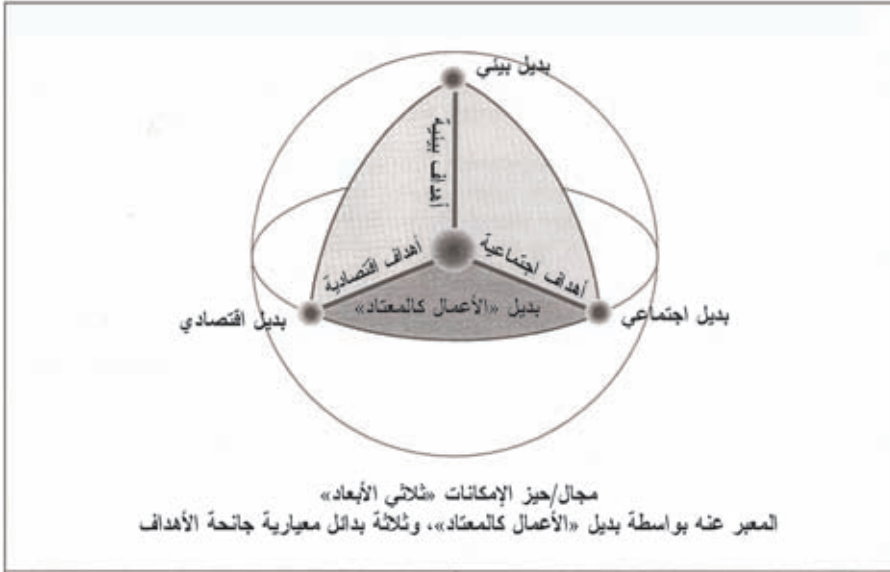 بديل بيئي
أهداف بيئية
أهداف اقتصادية
أهداف اجتماعية
بديل «الأعمال كالمعتاد»
بديل اقتصادي
بديل اجتماعي
مجال/حيز الإمكانات «ثلاثي الأبعاد»
المعبر عنه بواسطة بديل «الأعمال كالمعتاد»، وثلاثة بدائل معيارية جانحة الأهداف